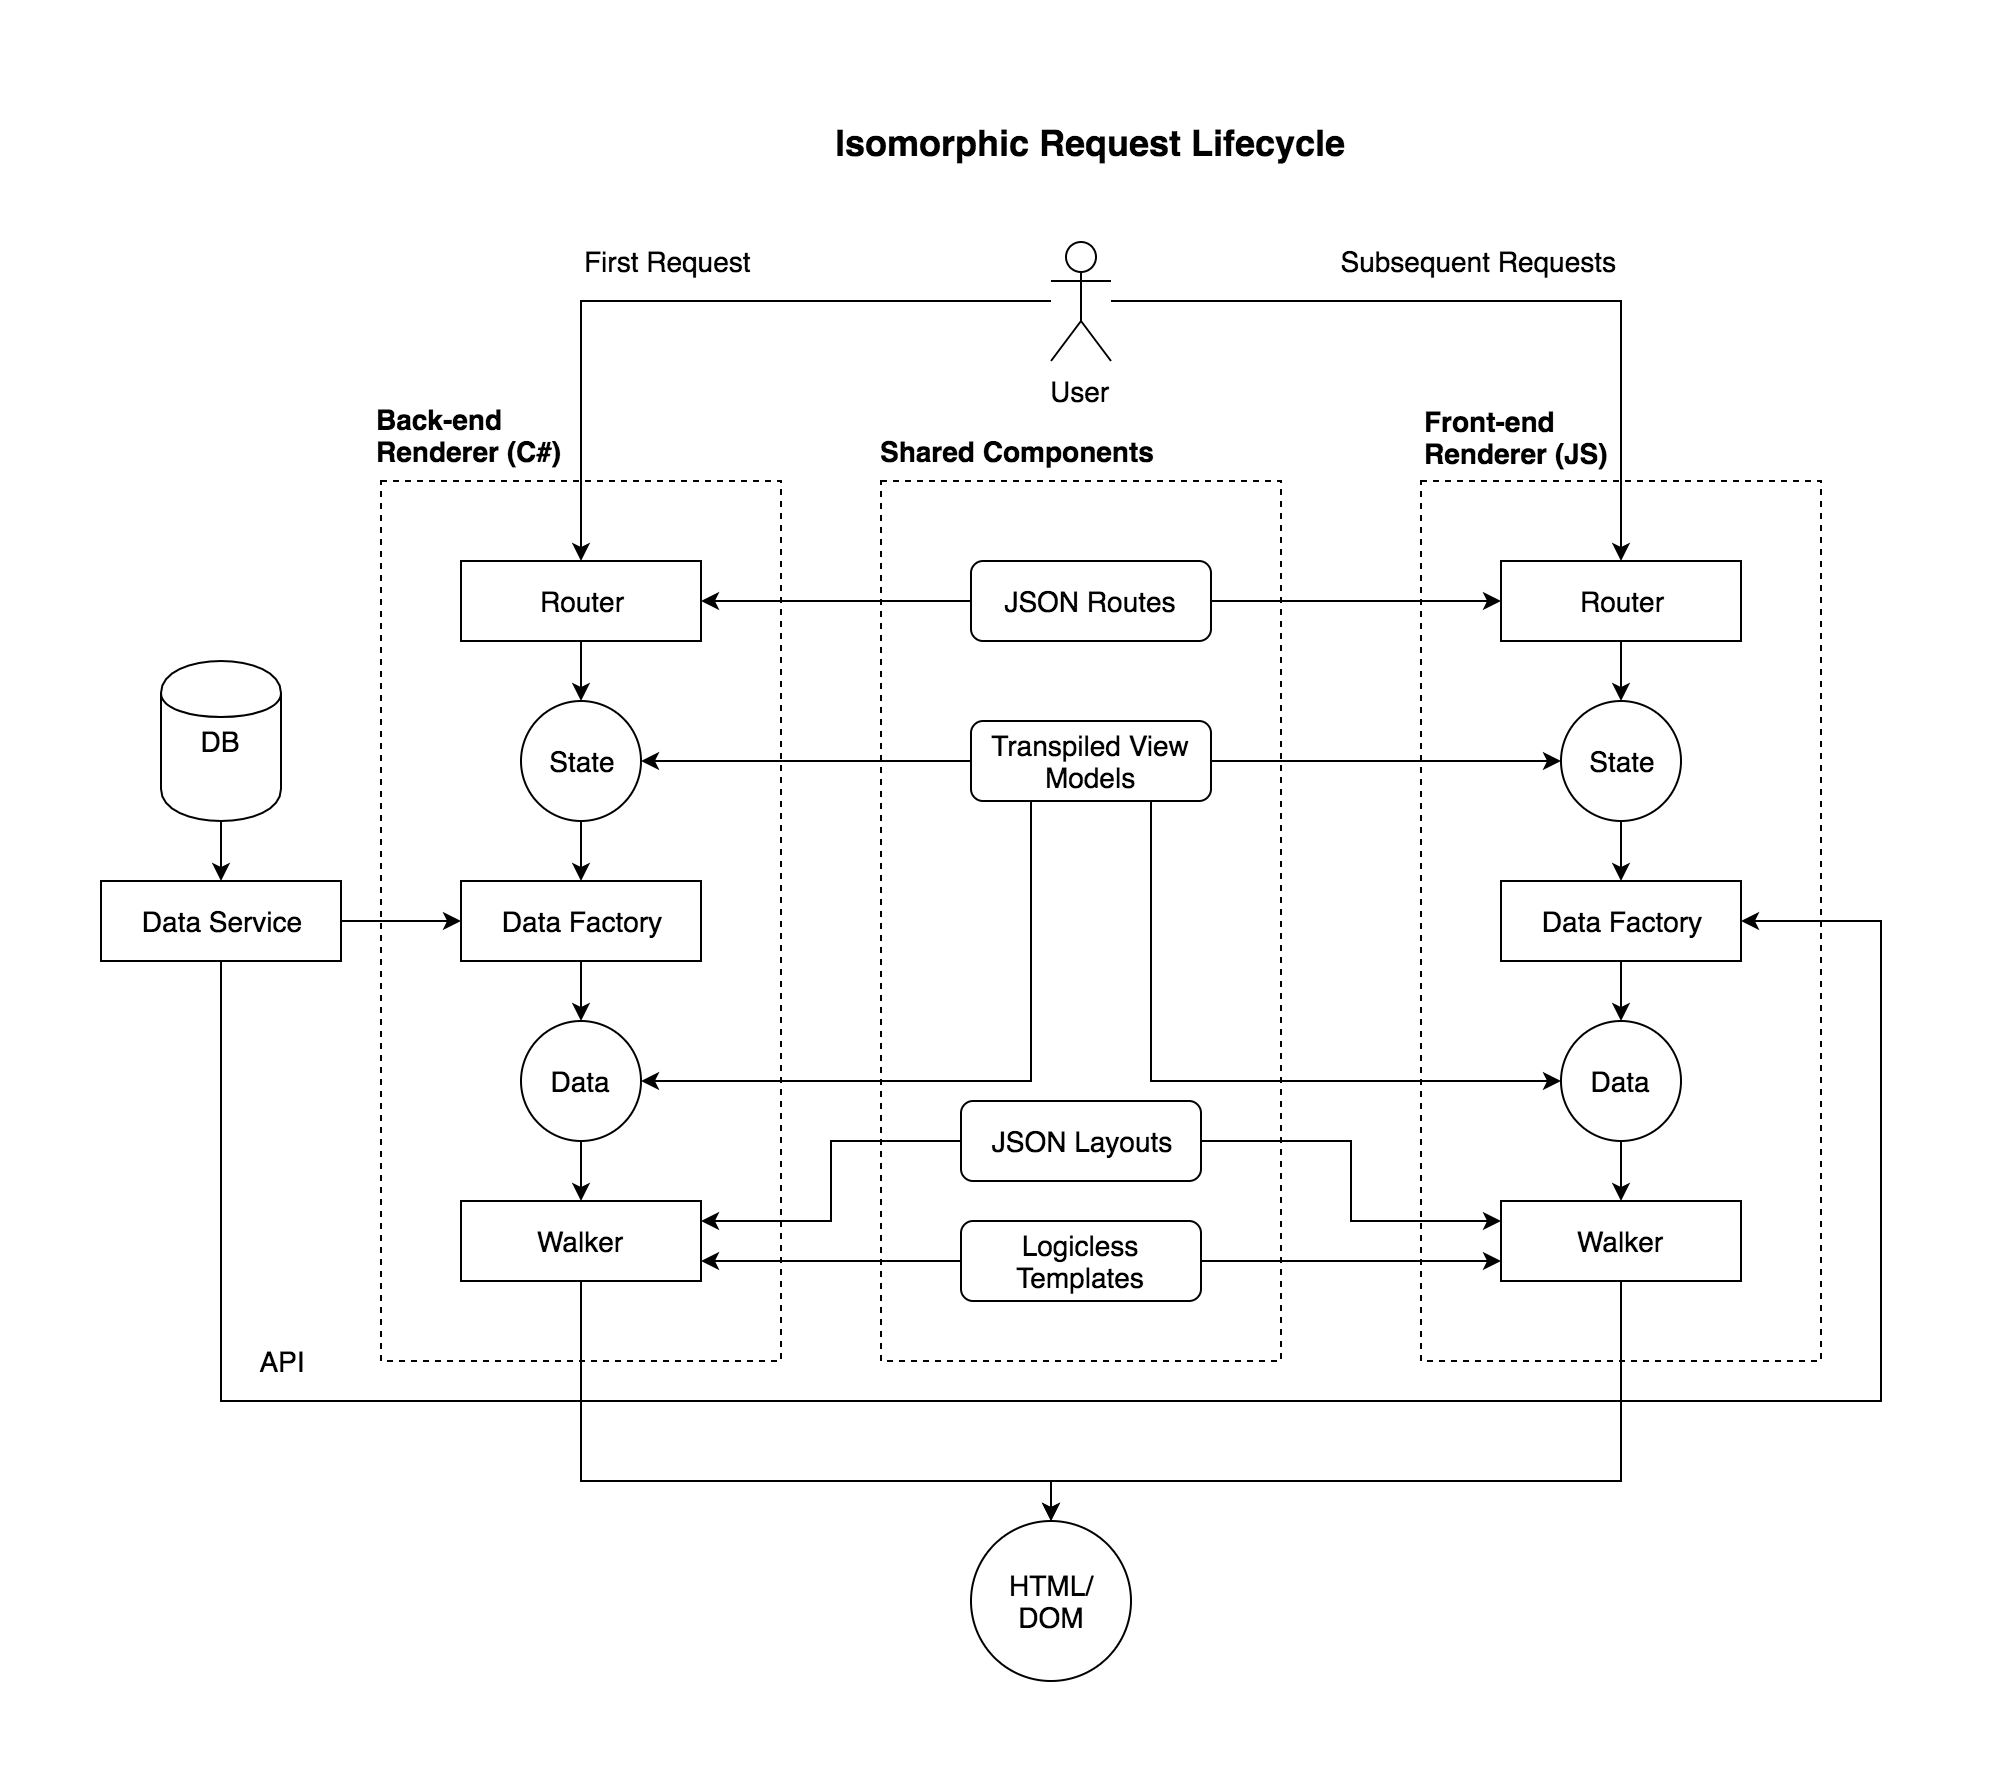 Isomorphic Request Lifecycle
First Request
Subsequent Requests
User
Back-end
Renderer (C#)
Shared Components
Front-end
Renderer (JS)
Router
JSON Routes
Router
DB
State
Transpiled View
Models
State
Data Service
Data Factory
Data Factory
Data
Data
JSON Layouts
Walker
Logicless
Templates
Walker
API
HTML/
DOM